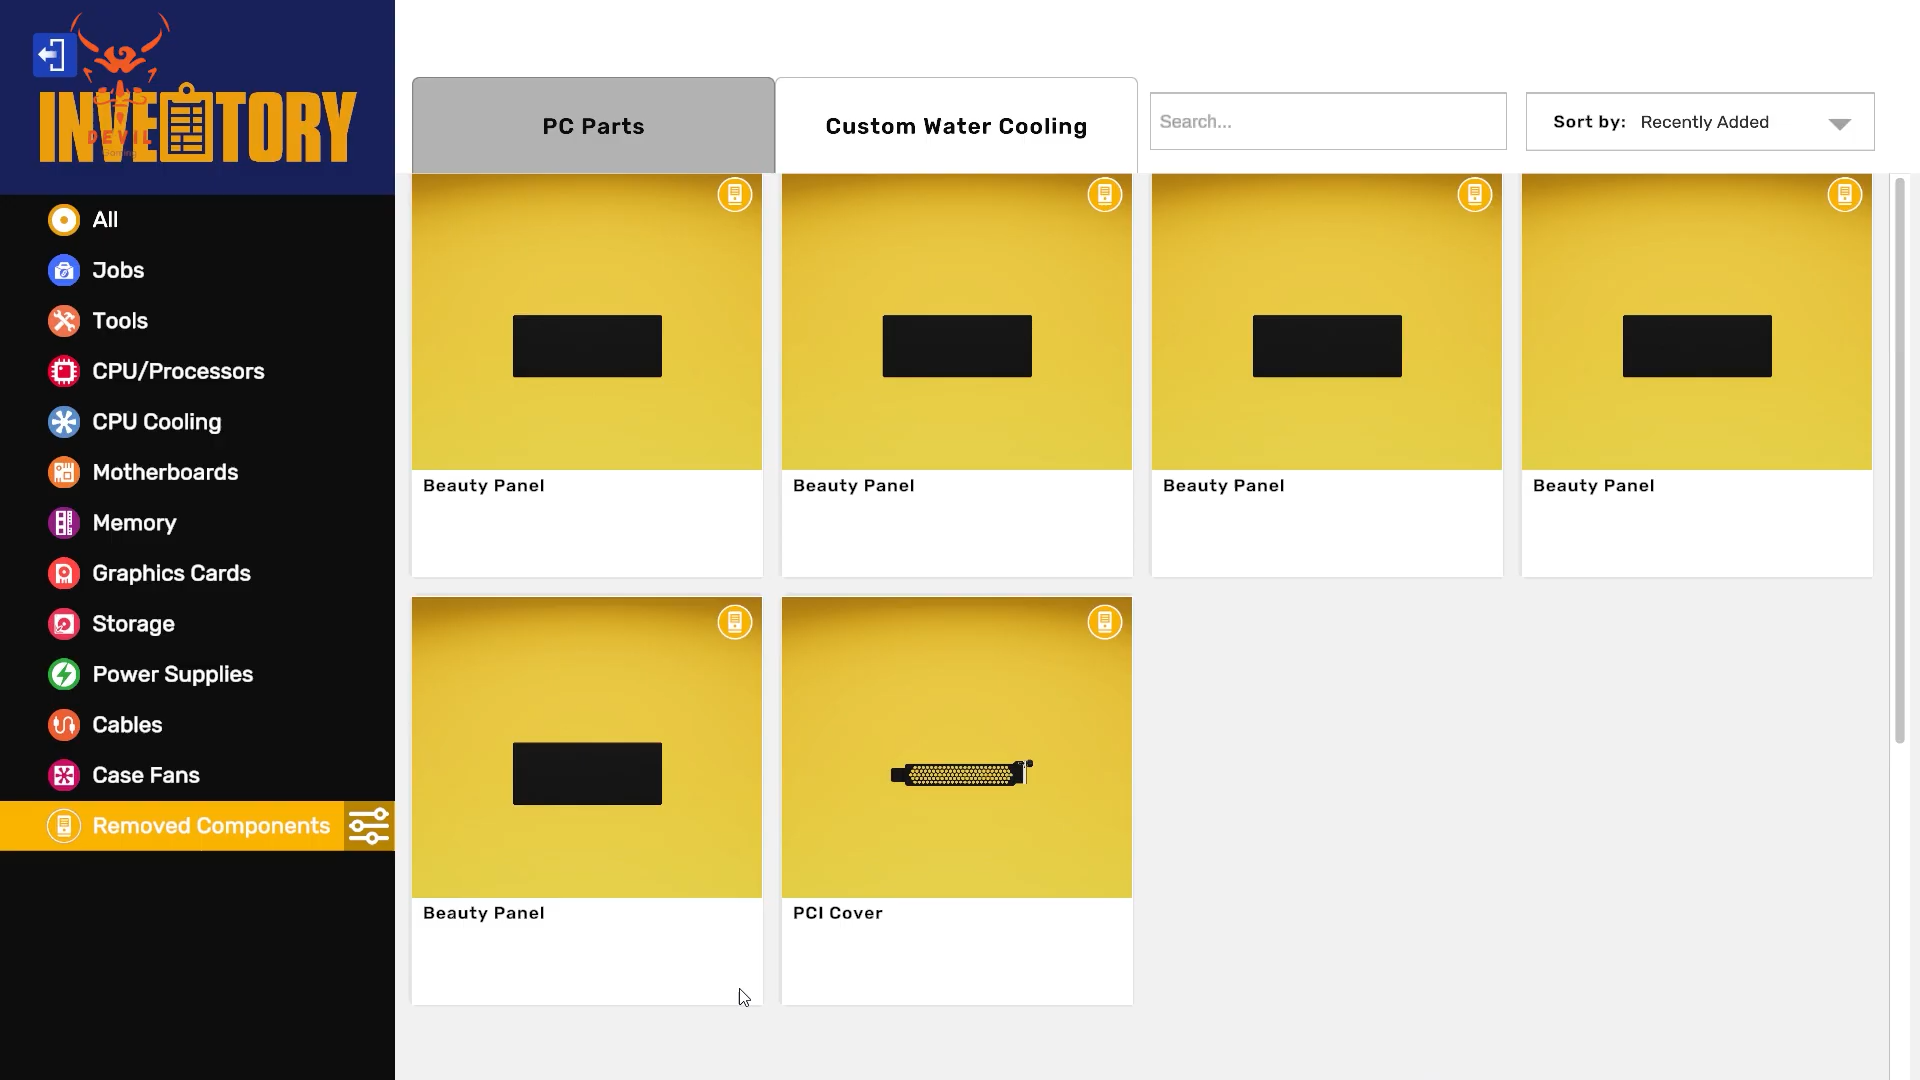 INVENTORY
DEVIL
Gaming
PC Parts
Custom Water Cooling
Search...
Sort by: Recently Added
All
Jobs
Tools
CPU/Processors
CPU Cooling
Motherboards
Memory
Graphics Cards
Storage
Power Supplies
Cables
Case Fans
Removed Components
Beauty Panel
Beauty Panel
Beauty Panel
Beauty Panel
Beauty Panel
PCI Cover